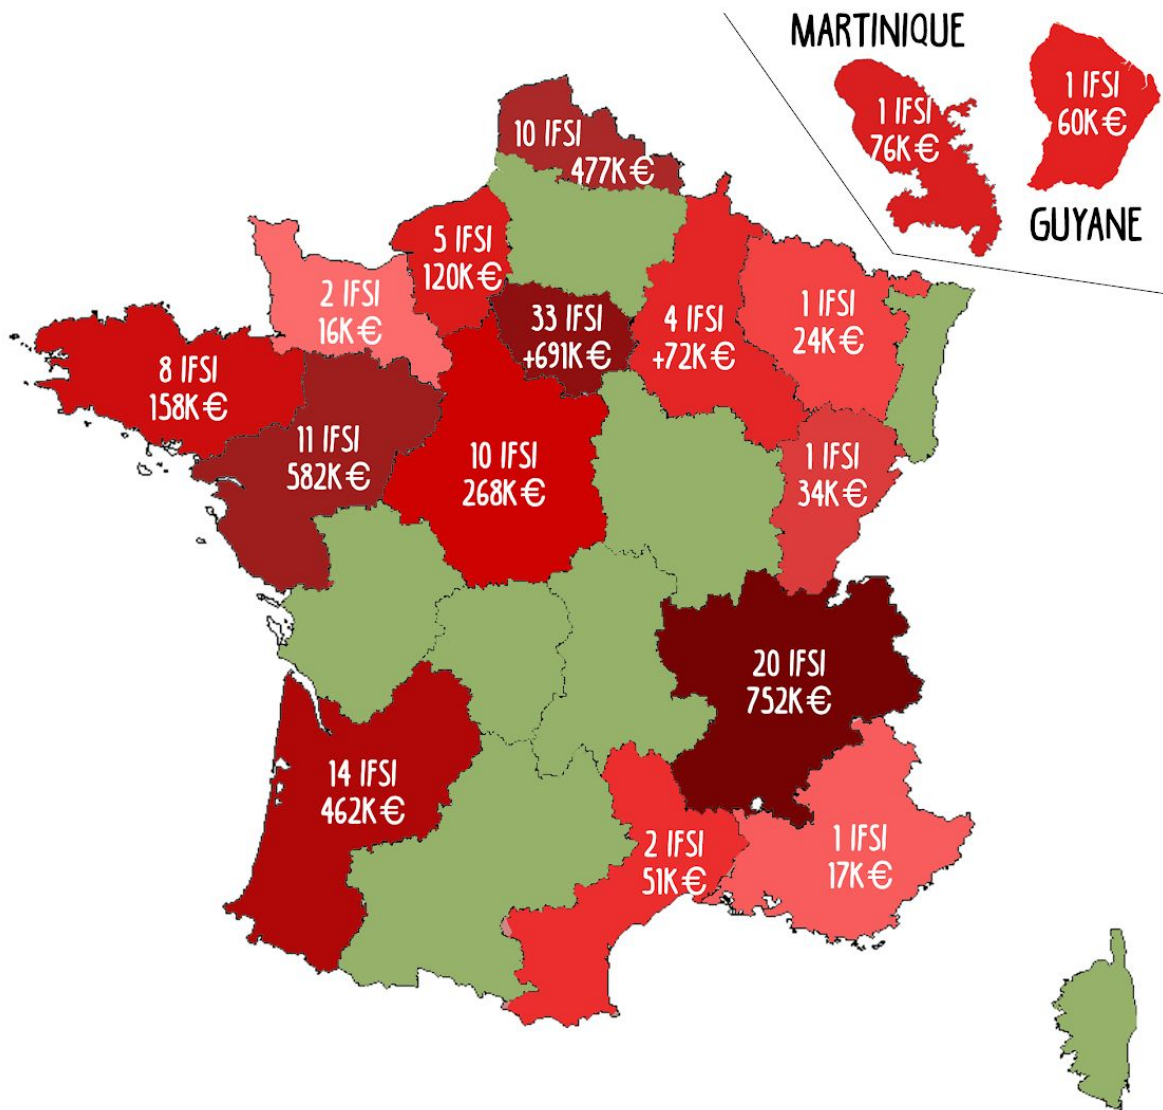 MARTINIQUE
1 IFSI
76K €
1 IFSI
60K €
GUYANE
10 IFSI
477K €
5 IFSI
120K €
2 IFSI
16K €
33 IFSI
+691K €
4 IFSI
+72K €
1 IFSI
24K €
8 IFSI
158K €
11 IFSI
582K €
10 IFSI
268K €
1 IFSI
34K €
20 IFSI
752K €
14 IFSI
462K €
2 IFSI
51K €
1 IFSI
17K €